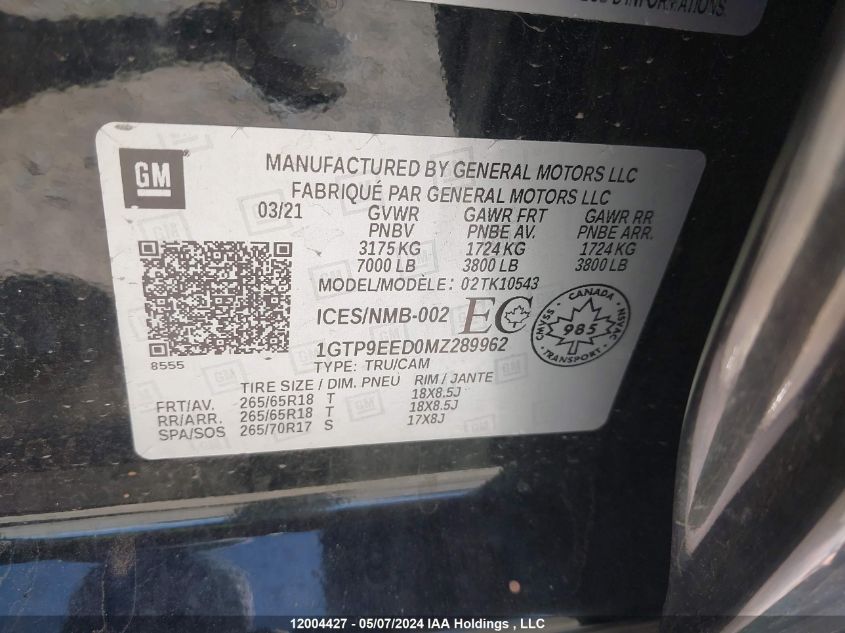 D'INFORMATIONS.
GM
MANUFACTURED BY GENERAL MOTORS LLC
FABRIQUÉ PAR GENERAL MOTORS LLC
03/21 GVWR GAWR FRT GAWR RR
PNBV PNBE AV. PNBE ARR.
3175 KG 1724 KG 1724 KG
7000 LB 3800 LB 3800 LB
MODEL/MODÈLE: 02TK10543
ICES/NMB-002 EC
CANADA
CMVSS 985 NSVAC
1GTP9EED0MZ289962
8555
TYPE: TRU/CAM
TIRE SIZE / DIM. PNEU RIM / JANTE
FRT/AV. 265/65R18 T 18X8.5J
RR/ARR. 265/65R18 T 18X8.5J
SPA/SOS 265/70R17 S 17X8J
12004427 - 05/07/2024 IAA Holdings , LLC